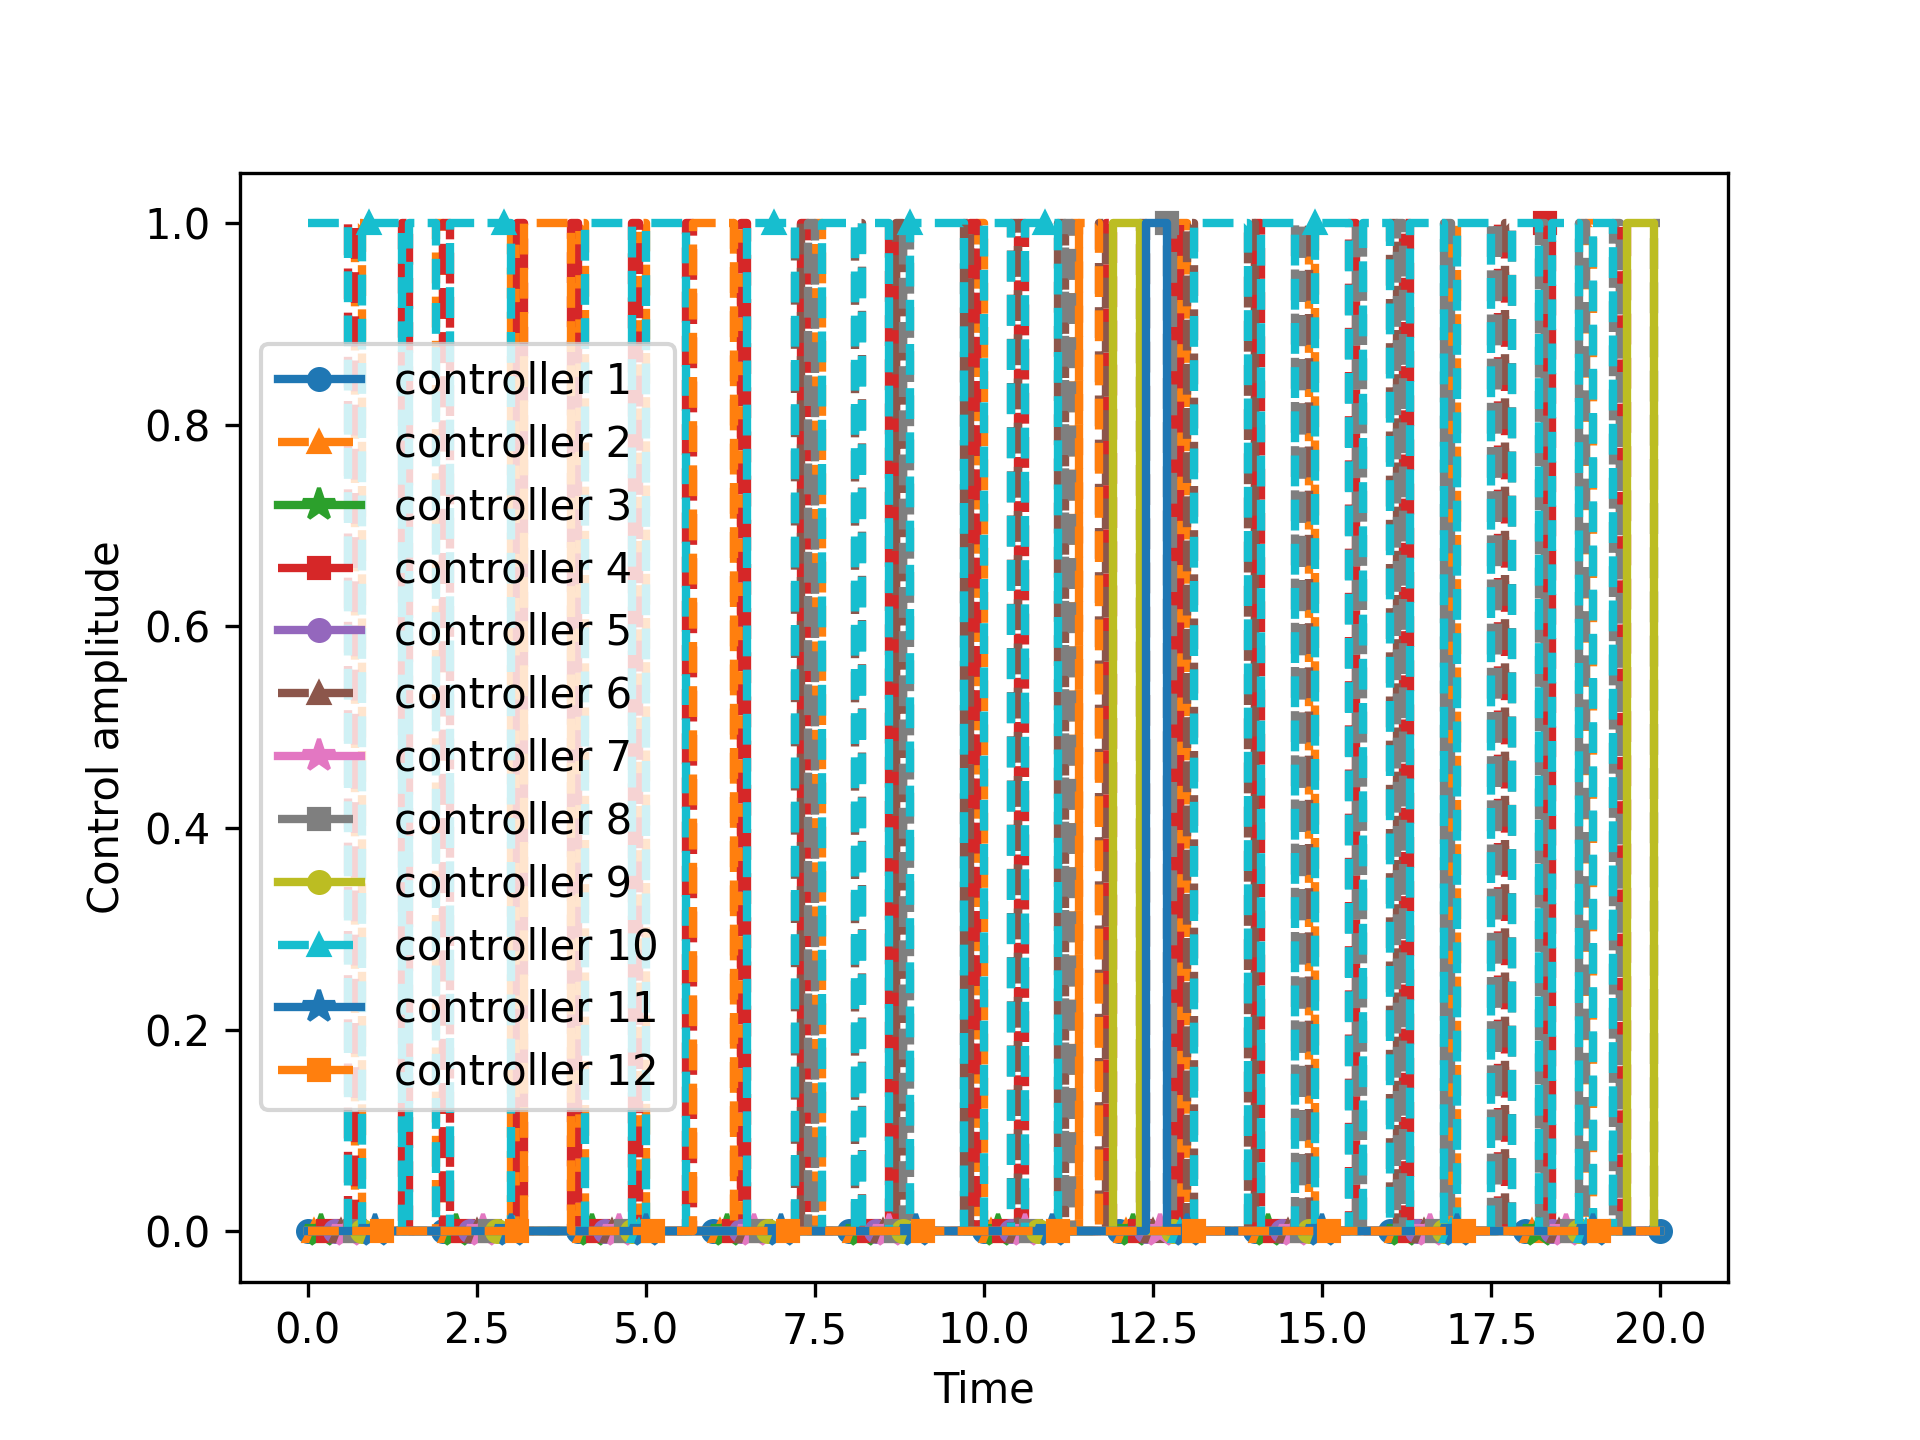 1.0
0.8
0.6
0.4
0.2
0.0
Control amplitude
controller 1
controller 2
controller 3
controller 4
controller 5
controller 6
controller 7
controller 8
controller 9
controller 10
controller 11
controller 12
0.0 2.5 5.0 7.5 10.0 12.5 15.0 17.5 20.0
Time